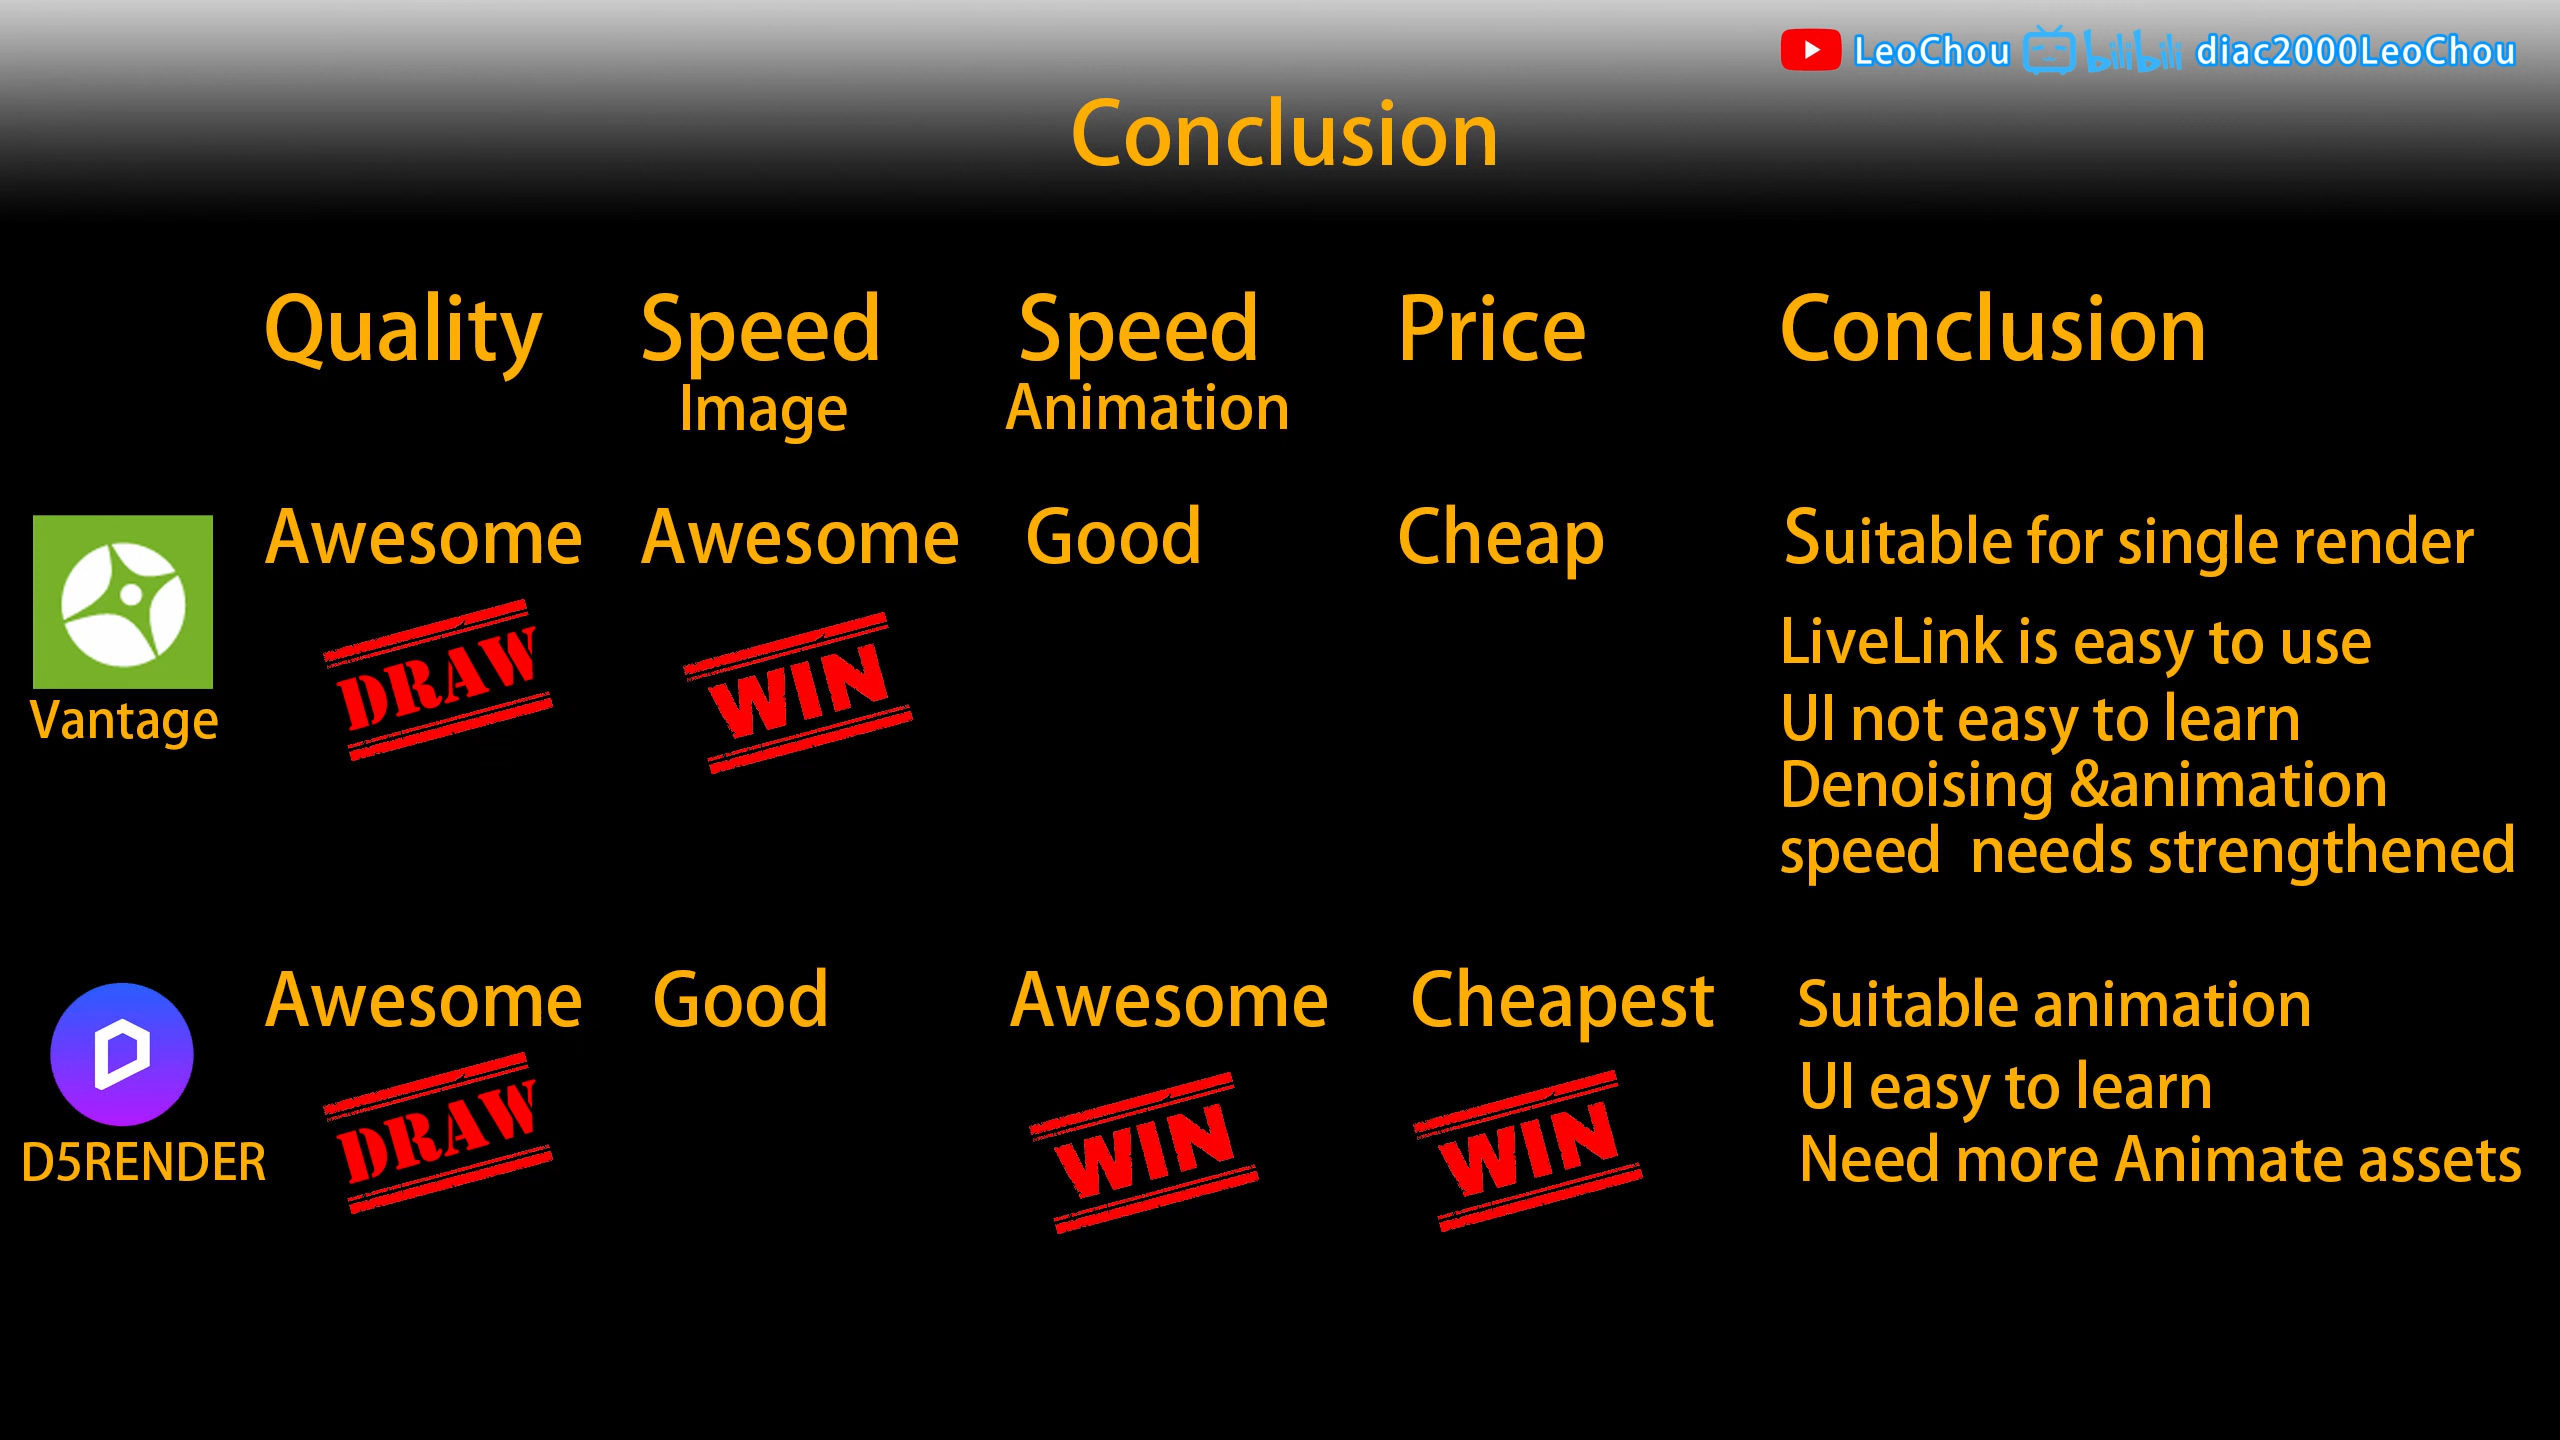 LeoChou bilibili diac2000LeoChou
Conclusion
Quality Speed Speed Price Conclusion
Image Animation
Awesome Awesome Good Cheap Suitable for single render
DRAW WIN LiveLink is easy to use
Vantage UI not easy to learn
Denoising &animation
speed  needs strengthened
Awesome Good Awesome Cheapest Suitable animation
DRAW WIN WIN UI easy to learn
D5RENDER Need more Animate assets